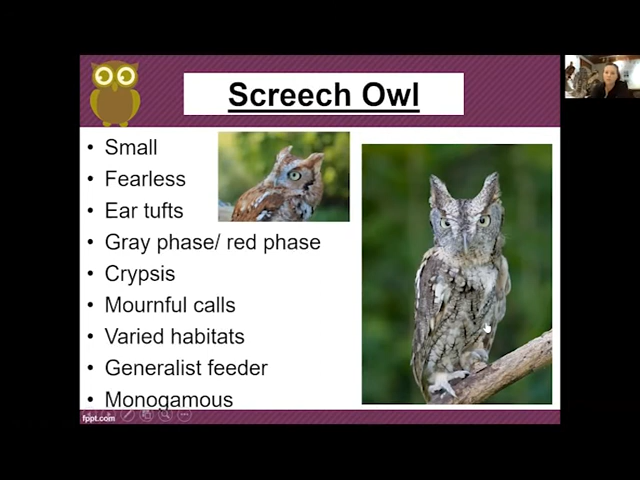 Screech Owl
Small
Fearless
Ear tufts
Gray phase/ red phase
Crypsis
Mournful calls
Varied habitats
Generalist feeder
Monogamous
fppt.com